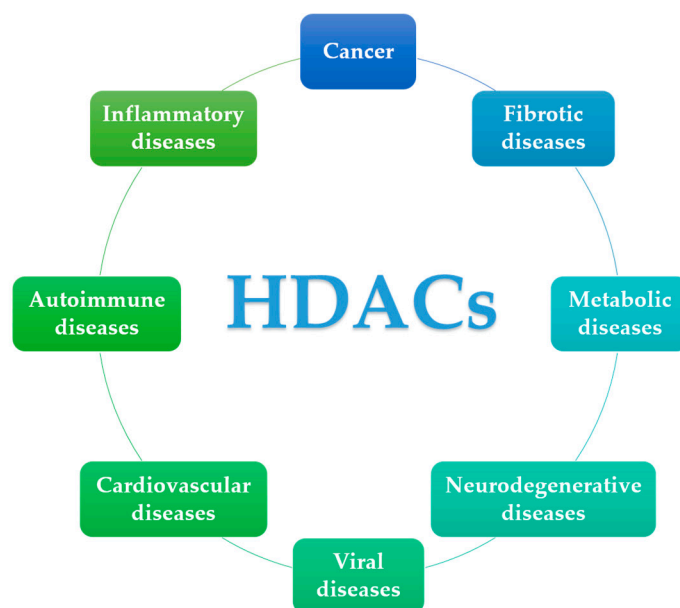 Cancer
Fibrotic
diseases
Metabolic
diseases
Neurodegenerative
diseases
Viral
diseases
Cardiovascular
diseases
Autoimmune
diseases
Inflammatory
diseases
HDACs